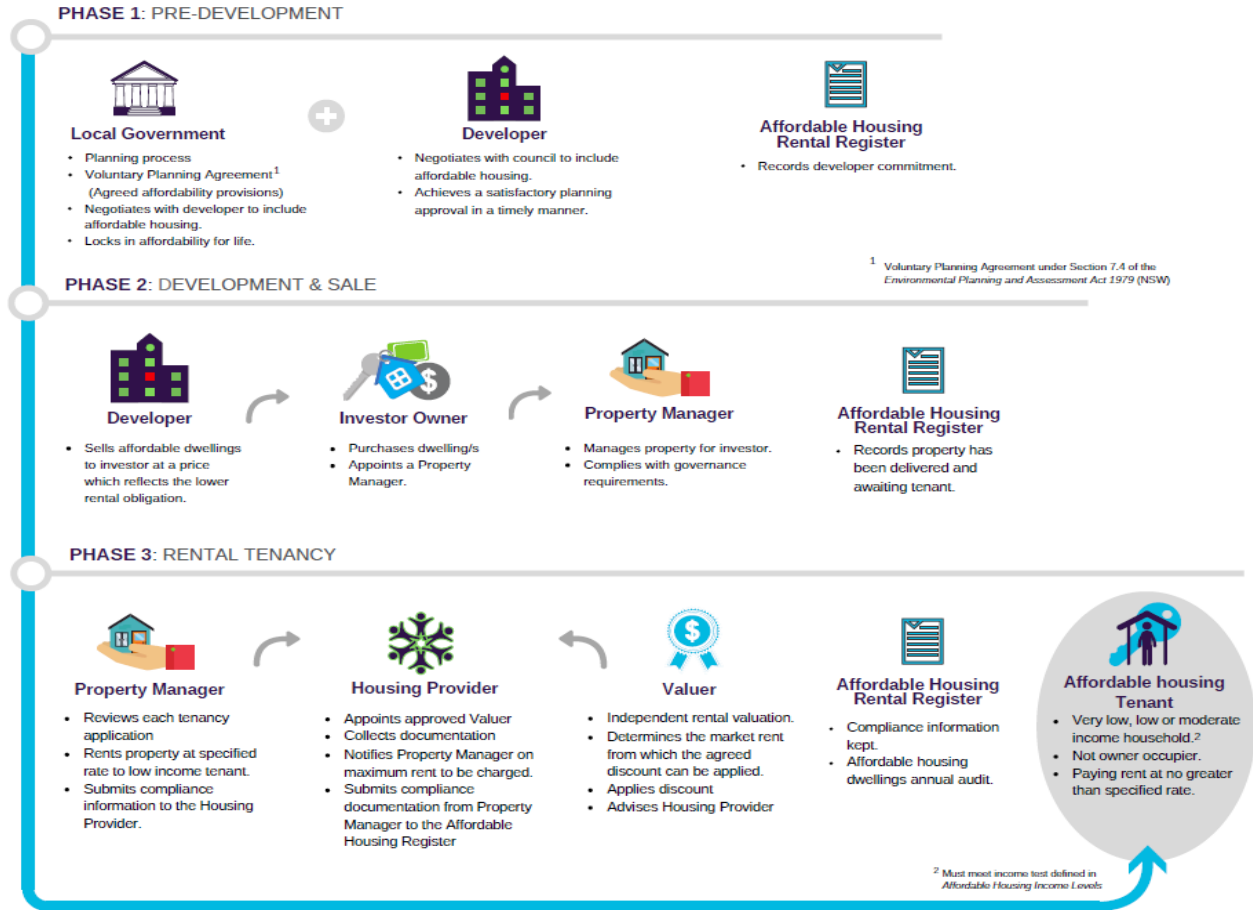 PHASE 1: PRE-DEVELOPMENT
Local Government
• Planning process
• Voluntary Planning Agreement1
(Agreed affordability provisions)
• Negotiates with developer to include
affordable housing.
• Locks in affordability for life.
Developer
• Negotiates with council to include
affordable housing.
• Achieves a satisfactory planning
approval in a timely manner.
Affordable Housing
Rental Register
• Records developer commitment.
1 Voluntary Planning Agreement under Section 7.4 of the
Environmental Planning and Assessment Act 1979 (NSW)
PHASE 2: DEVELOPMENT & SALE
Developer
• Sells affordable dwellings
to investor at a price
which reflects the lower
rental obligation.
$
Investor Owner
• Purchases dwelling/s
• Appoints a Property
Manager.
Property Manager
• Manages property for investor.
• Complies with governance
requirements.
Affordable Housing
Rental Register
• Records property has
been delivered and
awaiting tenant.
PHASE 3: RENTAL TENANCY
Property Manager
• Reviews each tenancy
application
• Rents property at specified
rate to low income tenant.
• Submits compliance
information to the Housing
Provider.
Housing Provider
• Appoints approved Valuer
• Collects documentation
• Notifies Property Manager on
maximum rent to be charged.
• Submits compliance
documentation from Property
Manager to the Affordable
Housing Register
$
Valuer
• Independent rental valuation.
• Determines the market rent
from which the agreed
discount can be applied.
• Applies discount
• Advises Housing Provider
Affordable Housing
Rental Register
• Compliance information
kept.
• Affordable housing
dwellings annual audit.
Affordable housing
Tenant
• Very low, low or moderate
income household.2
• Not owner occupier.
• Paying rent at no greater
than specified rate.
2 Must meet income test defined in
Affordable Housing Income Levels